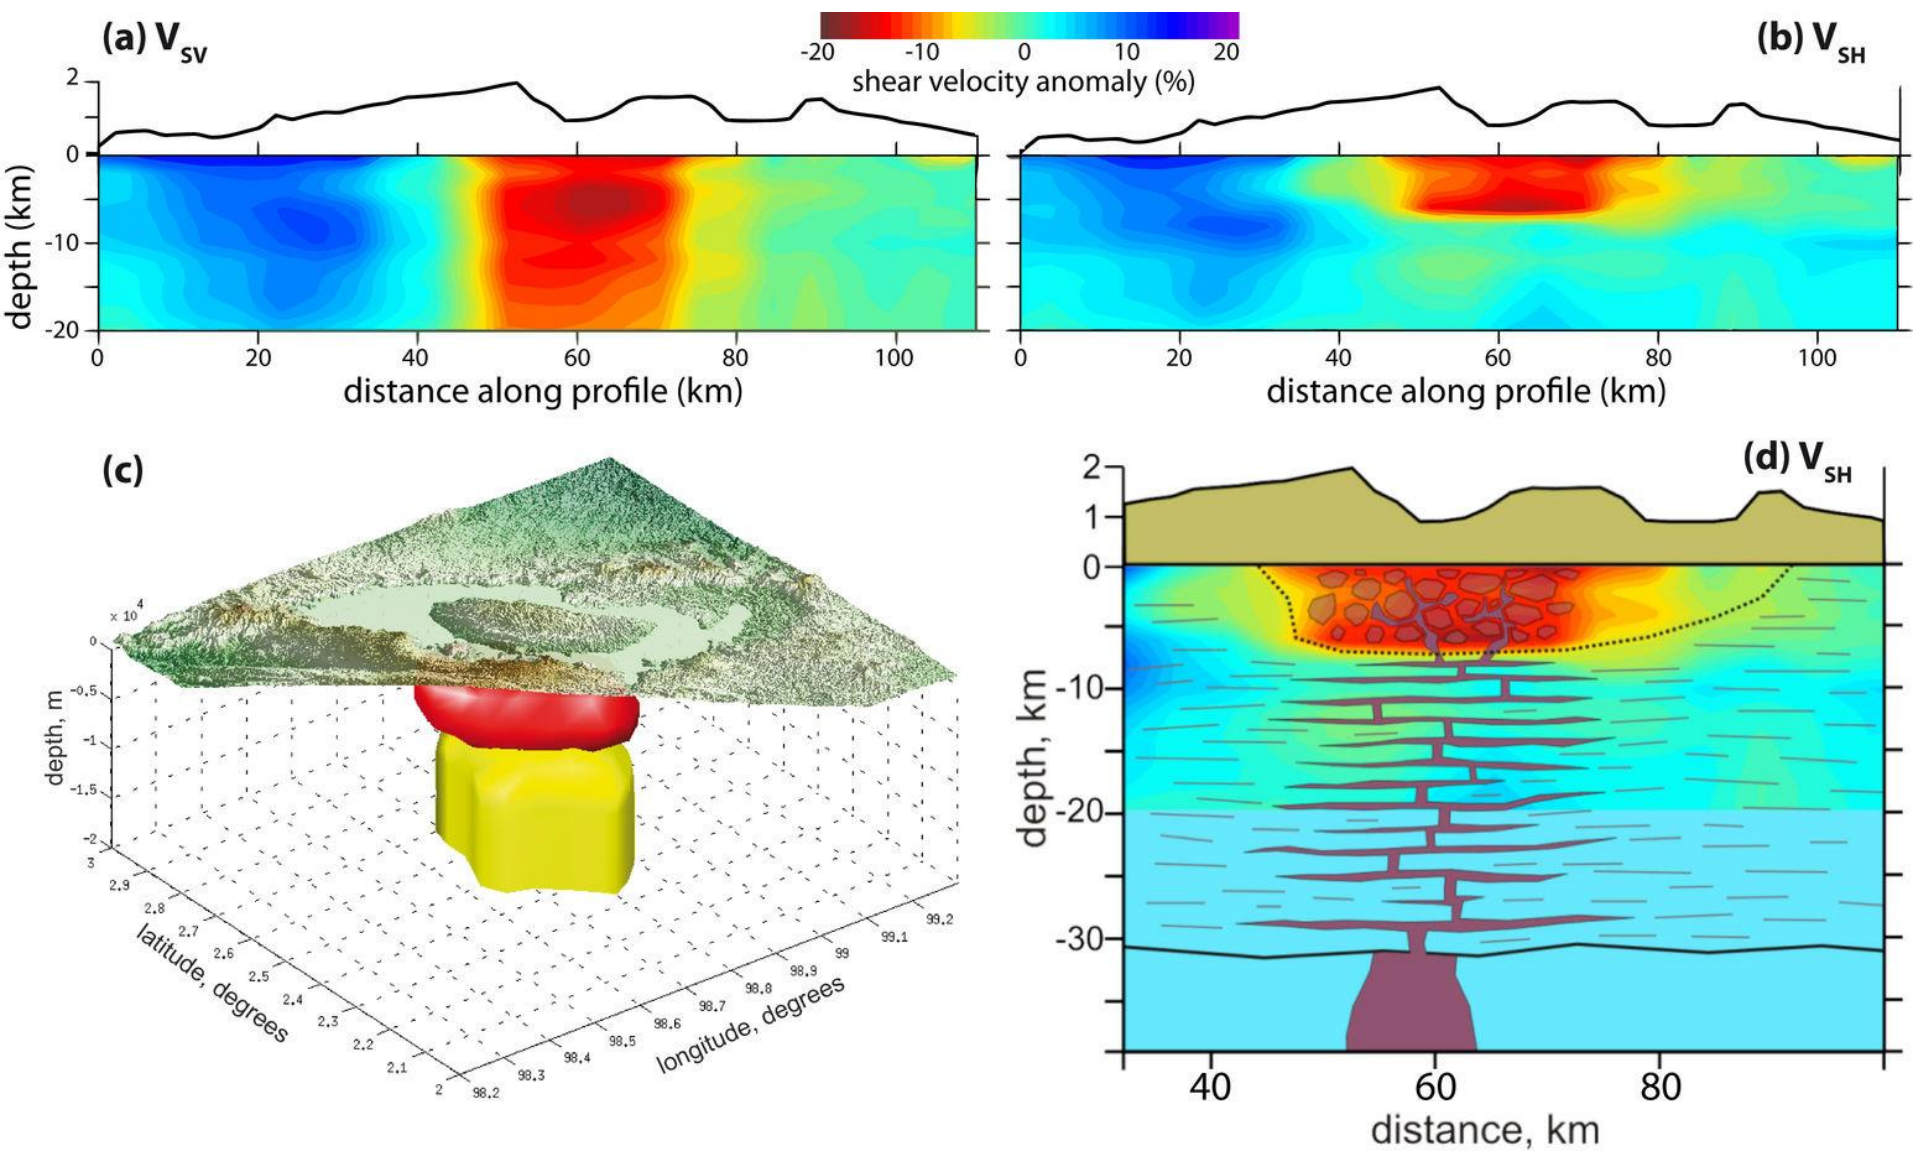 (a) V_SV
-20 -10 0 10 20
shear velocity anomaly (%)
(b) V_SH
2
0
-10
-20
depth (km)
0 20 40 60 80 100
distance along profile (km)
0 20 40 60 80 100
distance along profile (km)
(c)
x 10^4
0
-0.5
-1
-1.5
-2
depth, m
3
2.9
2.8
2.7
2.6
2.5
2.4
2.3
2.2
2.1
2
latitude, degrees
98.2
98.3
98.4
98.5
98.6
98.7
98.8
98.9
99
99.1
99.2
longitude, degrees
(d) V_SH
2
1
0
-10
-20
-30
depth, km
40 60 80
distance, km